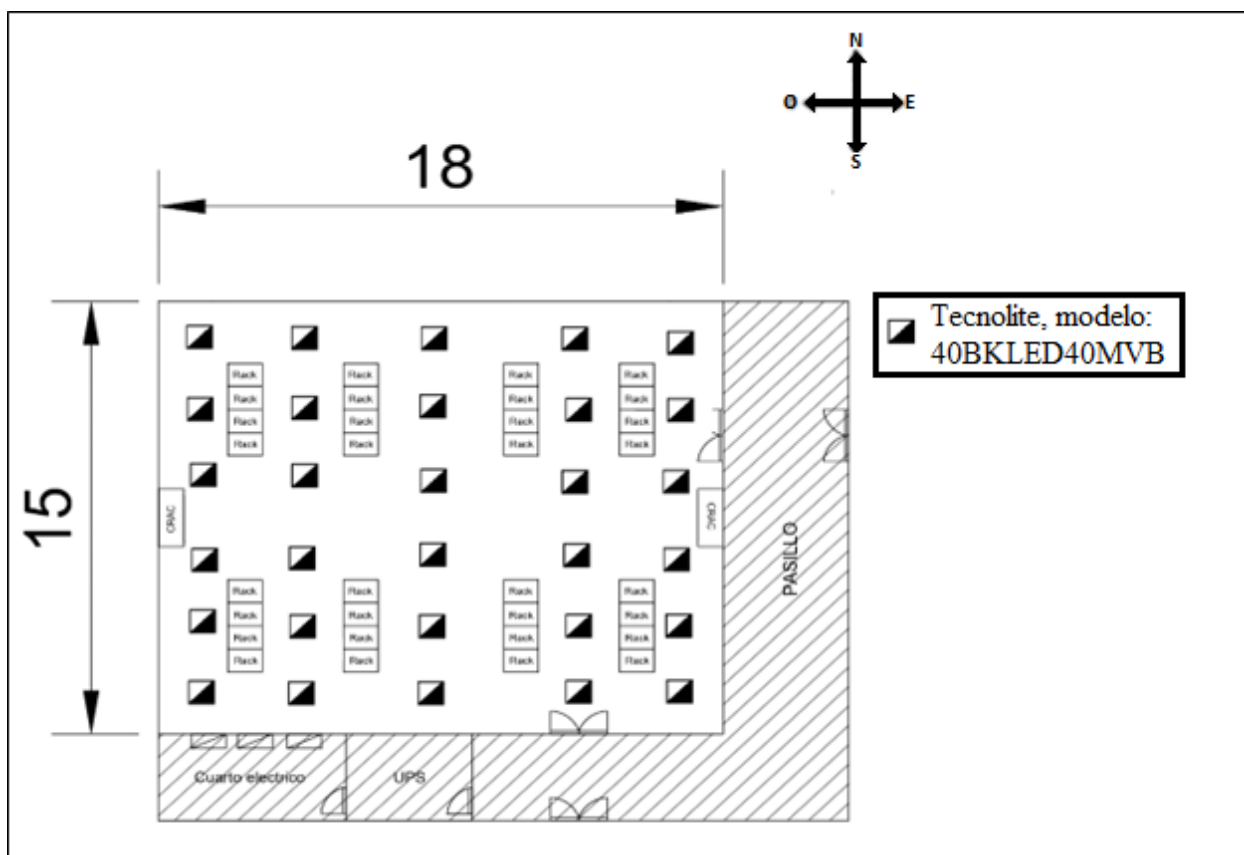 N
O E
S
18
Tecnolite, modelo:
40BKLED40MVB
Rack Rack Rack Rack
Rack Rack Rack Rack
Rack Rack Rack Rack
Rack Rack Rack Rack
15
CRAC CRAC
PASILLO
Rack Rack Rack Rack
Rack Rack Rack Rack
Rack Rack Rack Rack
Rack Rack Rack Rack
Cuarto electrico UPS